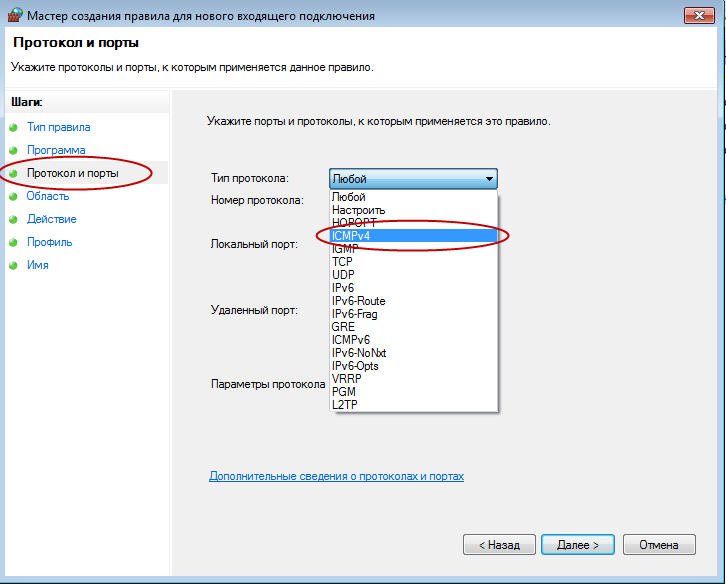 Мастер создания правила для нового входящего подключения
Протокол и порты
Укажите протоколы и порты, к которым применяется данное правило.
Шаги:
Тип правила
Программа
Протокол и порты
Область
Действие
Профиль
Имя
Укажите порты и протоколы, к которым применяется это правило.
Тип протокола:
Любой
Номер протокола:
Локальный порт:
Удаленный порт:
Параметры протокола
Любой
Настроить
HOPOPT
ICMPv4
IGMP
TCP
UDP
IPv6
IPv6-Route
IPv6-Frag
GRE
ICMPv6
IPv6-NoNxt
IPv6-Opts
VRRP
PGM
L2TP
Дополнительные сведения о протоколах и портах
< Назад
Далее >
Отмена